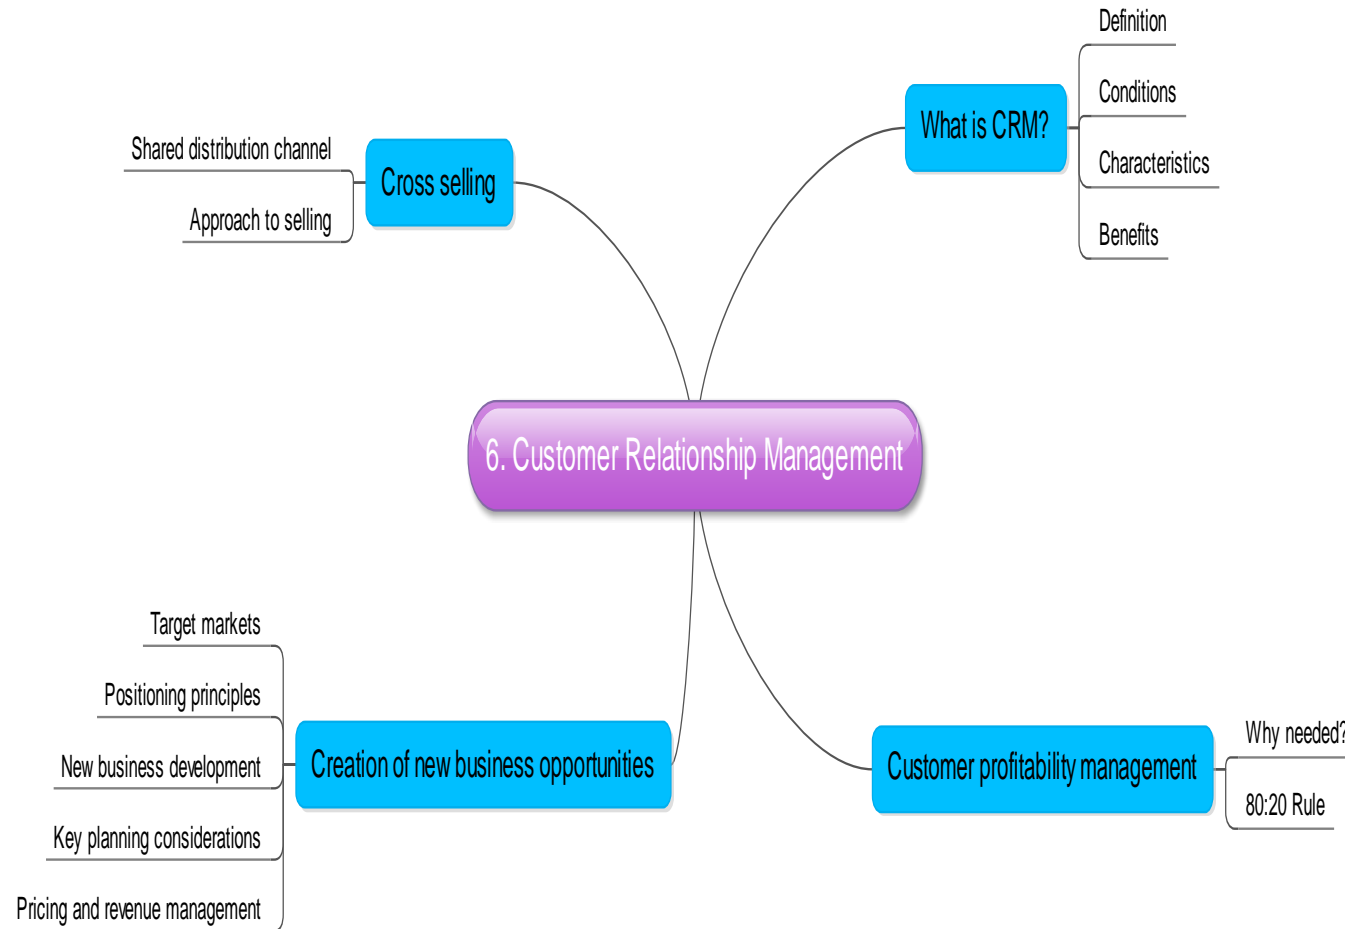 6. Customer Relationship Management
What is CRM?
Definition
Conditions
Characteristics
Benefits
Customer profitability management
Why needed?
80:20 Rule
Creation of new business opportunities
Target markets
Positioning principles
New business development
Key planning considerations
Pricing and revenue management
Cross selling
Shared distribution channel
Approach to selling